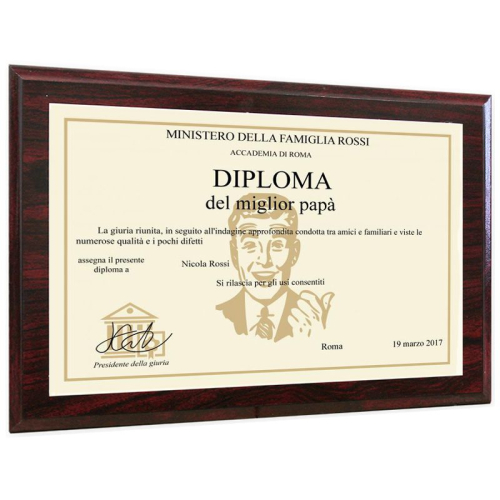 MINISTERO DELLA FAMIGLIA ROSSI
ACCADEMIA DI ROMA
DIPLOMA
del miglior papà
La giuria riunita, in seguito all'indagine approfondita condotta tra amici e familiari e viste le
numerose qualità e i pochi difetti
assegna il presente
diploma a
Nicola Rossi
Si rilascia per gli usi consentiti
Roma
19 marzo 2017
Presidente della giuria